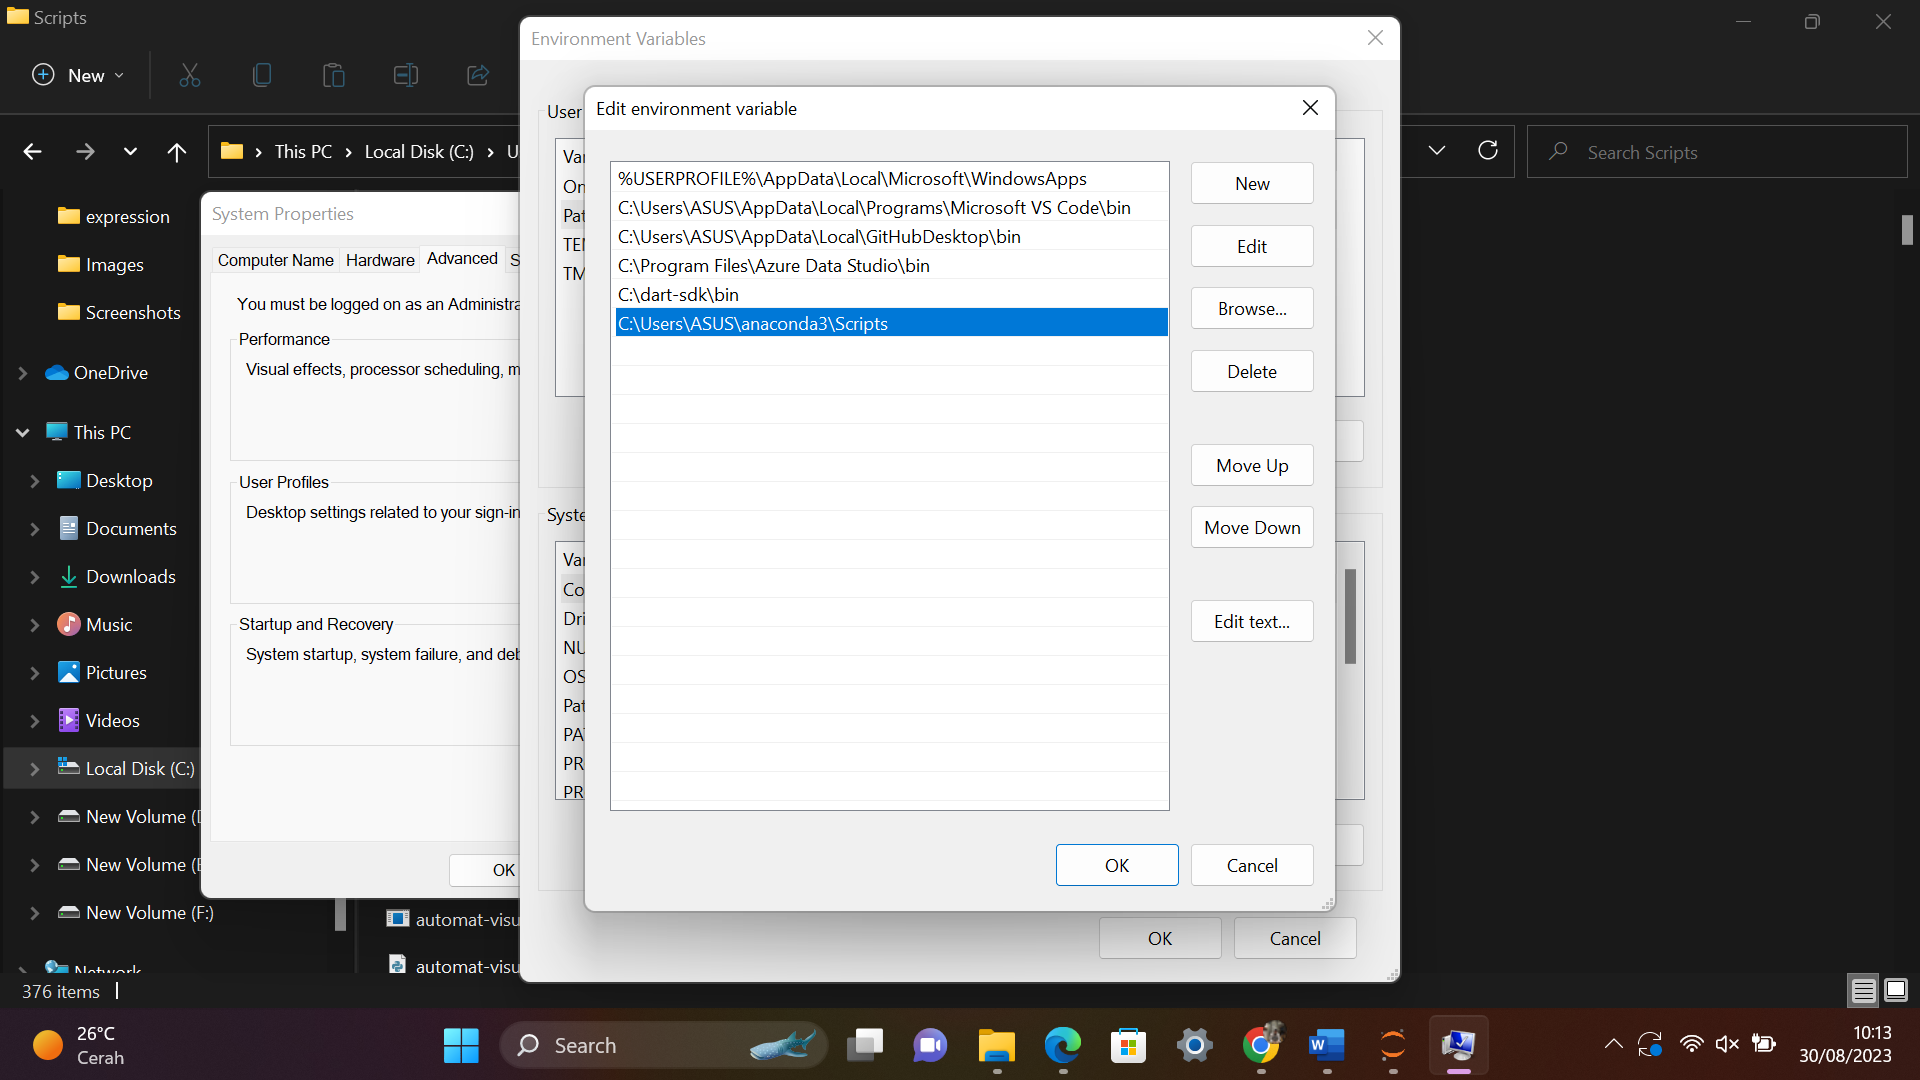 Scripts
New
This PC
Local Disk (C:)
Search Scripts
expression
Images
Screenshots
OneDrive
This PC
Desktop
Documents
Downloads
Music
Pictures
Videos
Local Disk (C:)
New Volume
New Volume
New Volume (F:)
Network
376 items
automat-visu
automat-visu
System Properties
Computer Name
Hardware
Advanced
You must be logged on as an Administra
Performance
Visual effects, processor scheduling, m
User Profiles
Desktop settings related to your sign-in
Startup and Recovery
System startup, system failure, and deb
OK
Environment Variables
User
Var
On
Pat
TEM
TM
Syste
Var
Co
Dri
NU
OS
Pat
PA
PR
PR
OK
Cancel
Edit environment variable
%USERPROFILE%\AppData\Local\Microsoft\WindowsApps
C:\Users\ASUS\AppData\Local\Programs\Microsoft VS Code\bin
C:\Users\ASUS\AppData\Local\GitHubDesktop\bin
C:\Program Files\Azure Data Studio\bin
C:\dart-sdk\bin
C:\Users\ASUS\anaconda3\Scripts
New
Edit
Browse...
Delete
Move Up
Move Down
Edit text...
OK
Cancel
26°C
Cerah
Search
10:13
30/08/2023